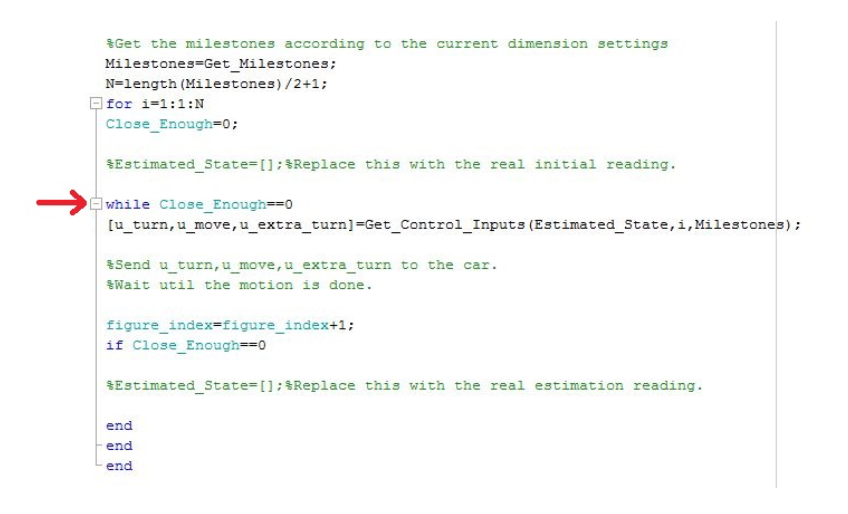 %Get the milestones according to the current dimension settings
Milestones=Get_Milestones;
N=length(Milestones)/2+1;
for i=1:1:N
Close_Enough=0;
%Estimated_State=[];%Replace this with the real initial reading.
while Close_Enough==0
[u_turn,u_move,u_extra_turn]=Get_Control_Inputs(Estimated_State,i,Milestones);
%Send u_turn,u_move,u_extra_turn to the car.
%Wait util the motion is done.
figure_index=figure_index+1;
if Close_Enough==0
%Estimated_State=[];%Replace this with the real estimation reading.
end
end
end